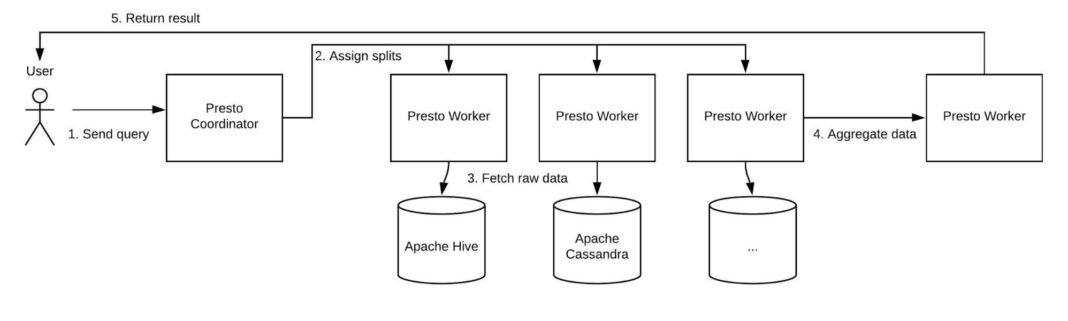 5. Return result
User
2. Assign splits
Presto
Coordinator
Presto Worker
Presto Worker
Presto Worker
Presto Worker
1. Send query
4. Aggregate data
3. Fetch raw data
Apache Hive
Apache
Cassandra
...